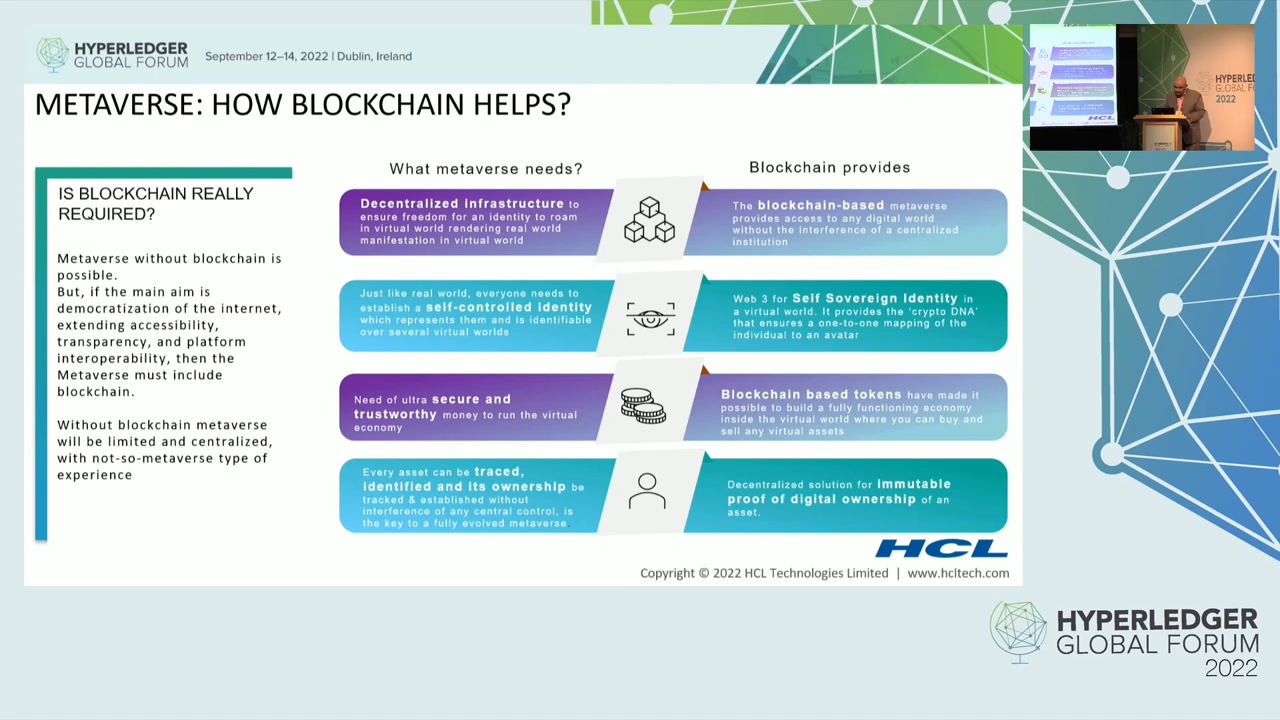 HYPERLEDGER
GLOBAL FORUM
September 12–14, 2022 | Dublin, Ireland
METAVERSE: HOW BLOCKCHAIN HELPS?
IS BLOCKCHAIN REALLY
REQUIRED?
Metaverse without blockchain is
possible.
But, if the main aim is
democratization of the internet,
extending accessibility,
transparency, and platform
interoperability, then the
Metaverse must include
blockchain.
Without blockchain metaverse
will be limited and centralized,
with not-so-metaverse type of
experience
What metaverse needs?
Blockchain provides
Decentralized infrastructure to
ensure freedom for an identity to roam
in virtual world rendering real world
manifestation in virtual world
The blockchain-based metaverse
provides access to any digital world
without the interference of a centralized
institution
Just like real world, everyone needs to
establish a self-controlled identity
which represents them and is identifiable
over several virtual worlds
Web 3 for Self Sovereign Identity in
a virtual world. It provides the 'crypto DNA'
that ensures a one-to-one mapping of the
individual to an avatar
Need of ultra secure and
trustworthy money to run the virtual
economy
Blockchain based tokens have made it
possible to build a fully functioning economy
inside the virtual world where you can buy and
sell any virtual assets
Every asset can be traced,
identified and its ownership be
tracked & established without
interference of any central control, is
the key to a fully evolved metaverse.
Decentralized solution for immutable
proof of digital ownership of an
asset.
HCL
Copyright © 2022 HCL Technologies Limited | www.hcltech.com
HYPERLEDGER
GLOBAL F
2022
HCL
HYPERLEDGER
GLOBAL FORUM
2022